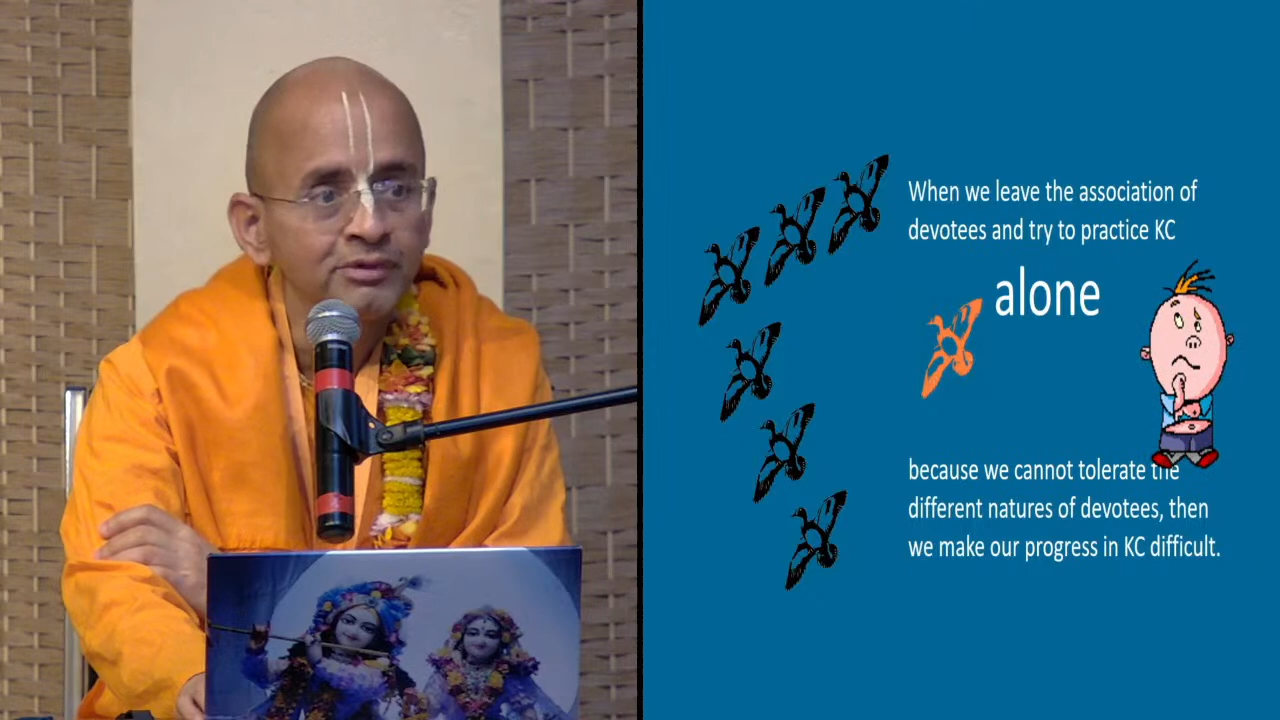 When we leave the association of
devotees and try to practice KC
alone
because we cannot tolerate the
different natures of devotees, then
we make our progress in KC difficult.